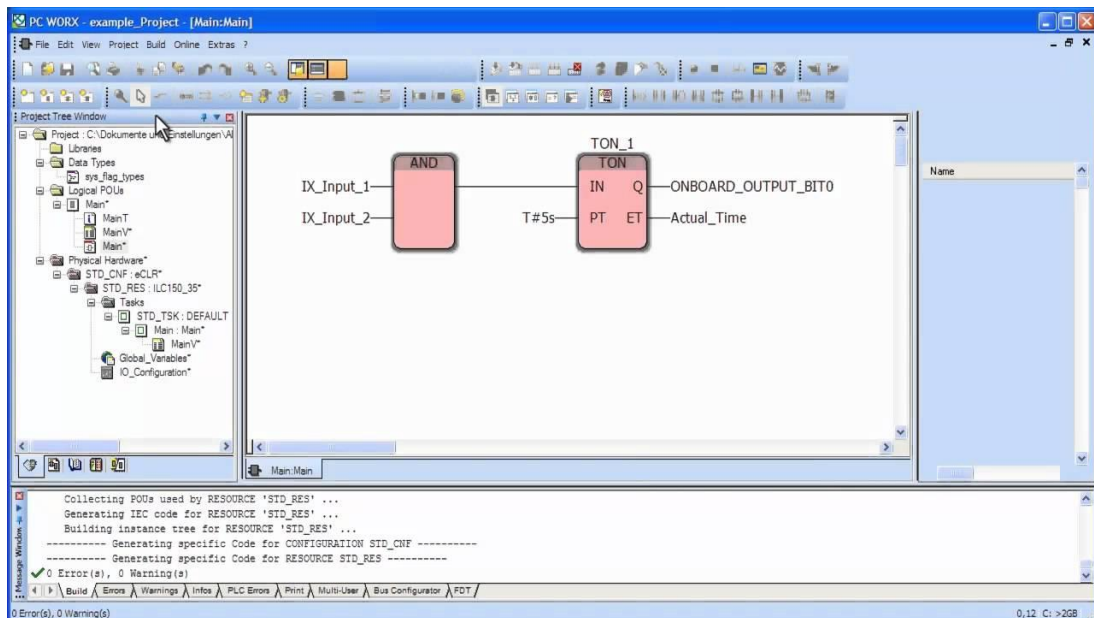 PC WORX - example_Project - [Main:Main]
File Edit View Project Build Online Extras ?
Project Tree Window
Project : C:\Dokumente u Einstellungen\Al
Libraries
Data Types
sys_flag_types
Logical POUs
Main*
MainT
MainV*
Main*
Physical Hardware*
STD_CNF : eCLR*
STD_RES : ILC150_35*
Tasks
STD_TSK : DEFAULT
Main : Main*
MainV*
Global_Variables*
IO_Configuration*
TON_1
AND
TON
IX_Input_1
IN Q
ONBOARD_OUTPUT_BIT0
IX_Input_2
T#5s
PT ET
Actual_Time
Main:Main
Name
Message Window
Collecting POUs used by RESOURCE 'STD_RES' ...
Generating IEC code for RESOURCE 'STD_RES' ...
Building instance tree for RESOURCE 'STD_RES' ...
---------- Generating specific Code for CONFIGURATION STD_CNF ----------
---------- Generating specific Code for RESOURCE STD_RES ----------
0 Error(s), 0 Warning(s)
Build Errors Warnings Infos PLC Errors Print Multi-User Bus Configurator FDT
0 Error(s), 0 Warning(s)
0,12 C: >2GB